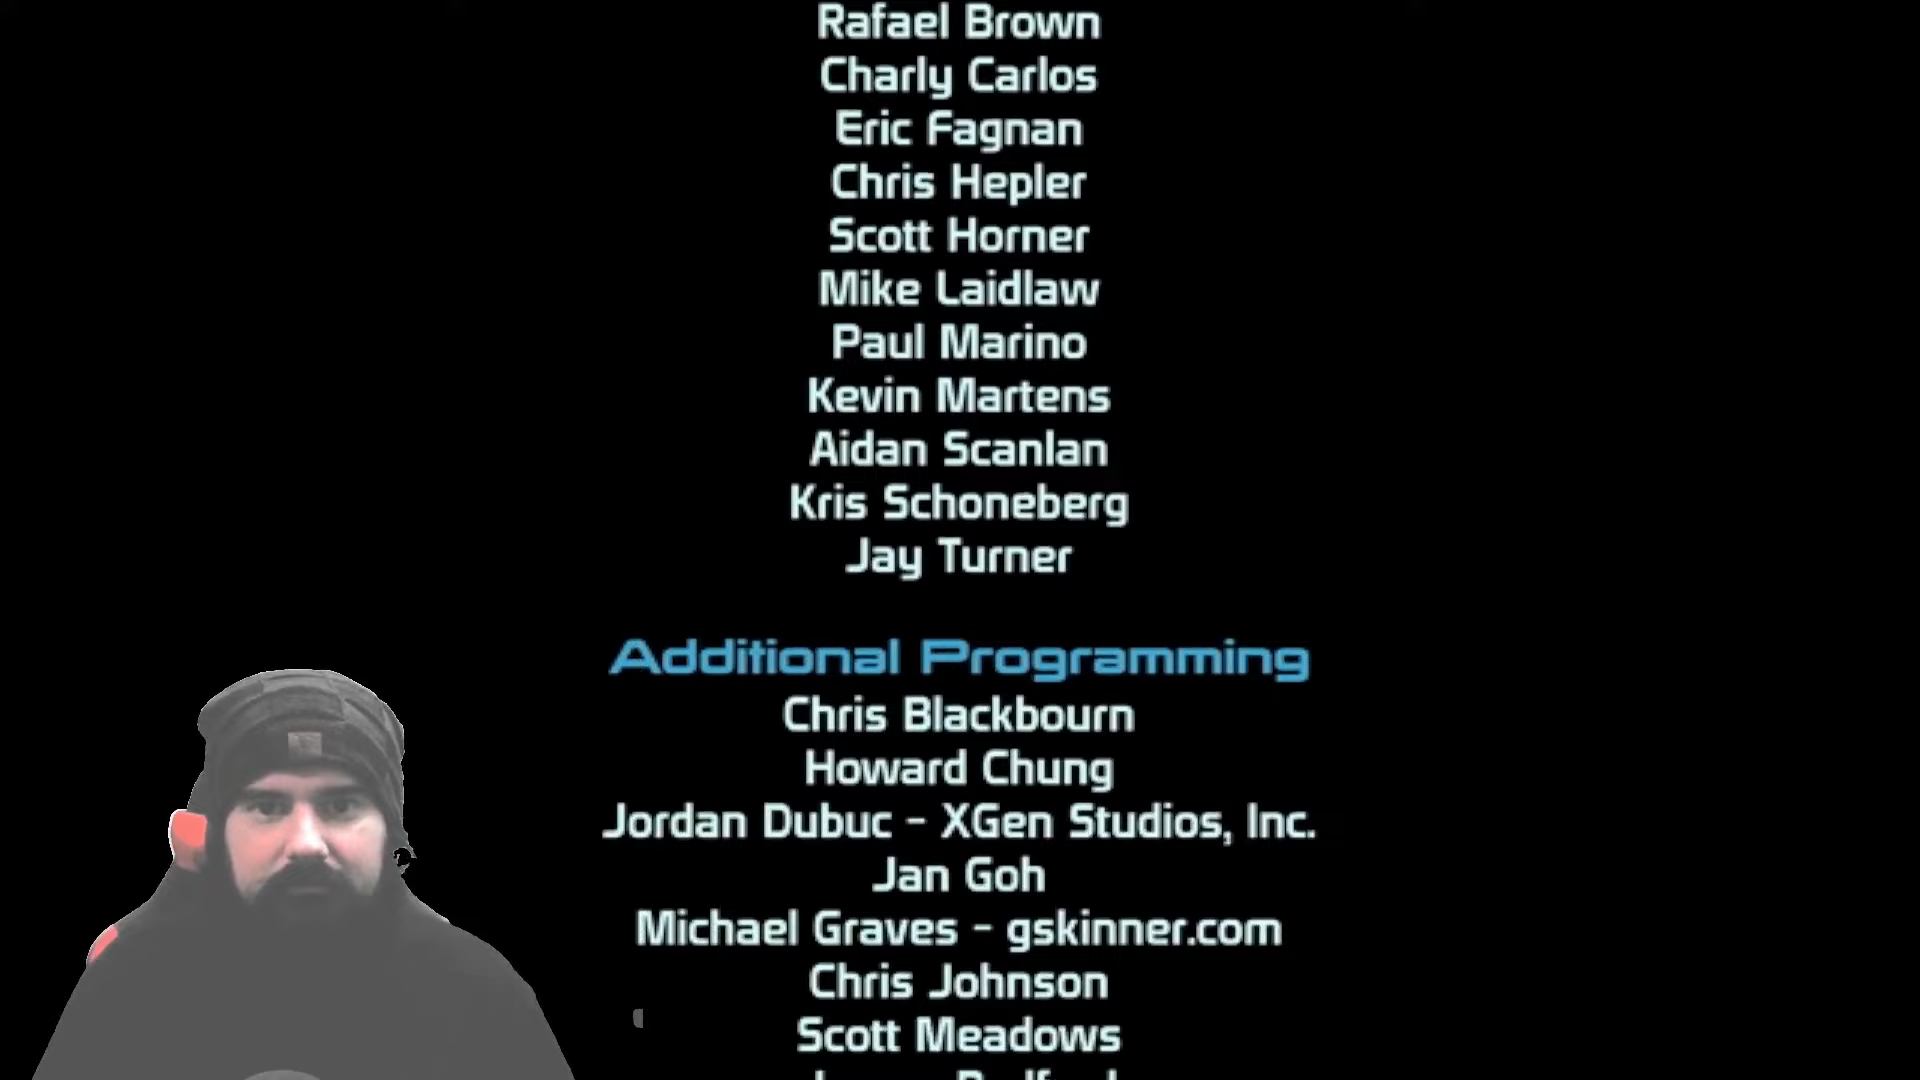 Rafael Brown
Charly Carlos
Eric Fagnan
Chris Hepler
Scott Horner
Mike Laidlaw
Paul Marino
Kevin Martens
Aidan Scanlan
Kris Schoneberg
Jay Turner
Additional Programming
Chris Blackbourn
Howard Chung
Jordan Dubuc - XGen Studios, Inc.
Jan Goh
Michael Graves - gskinner.com
Chris Johnson
Scott Meadows